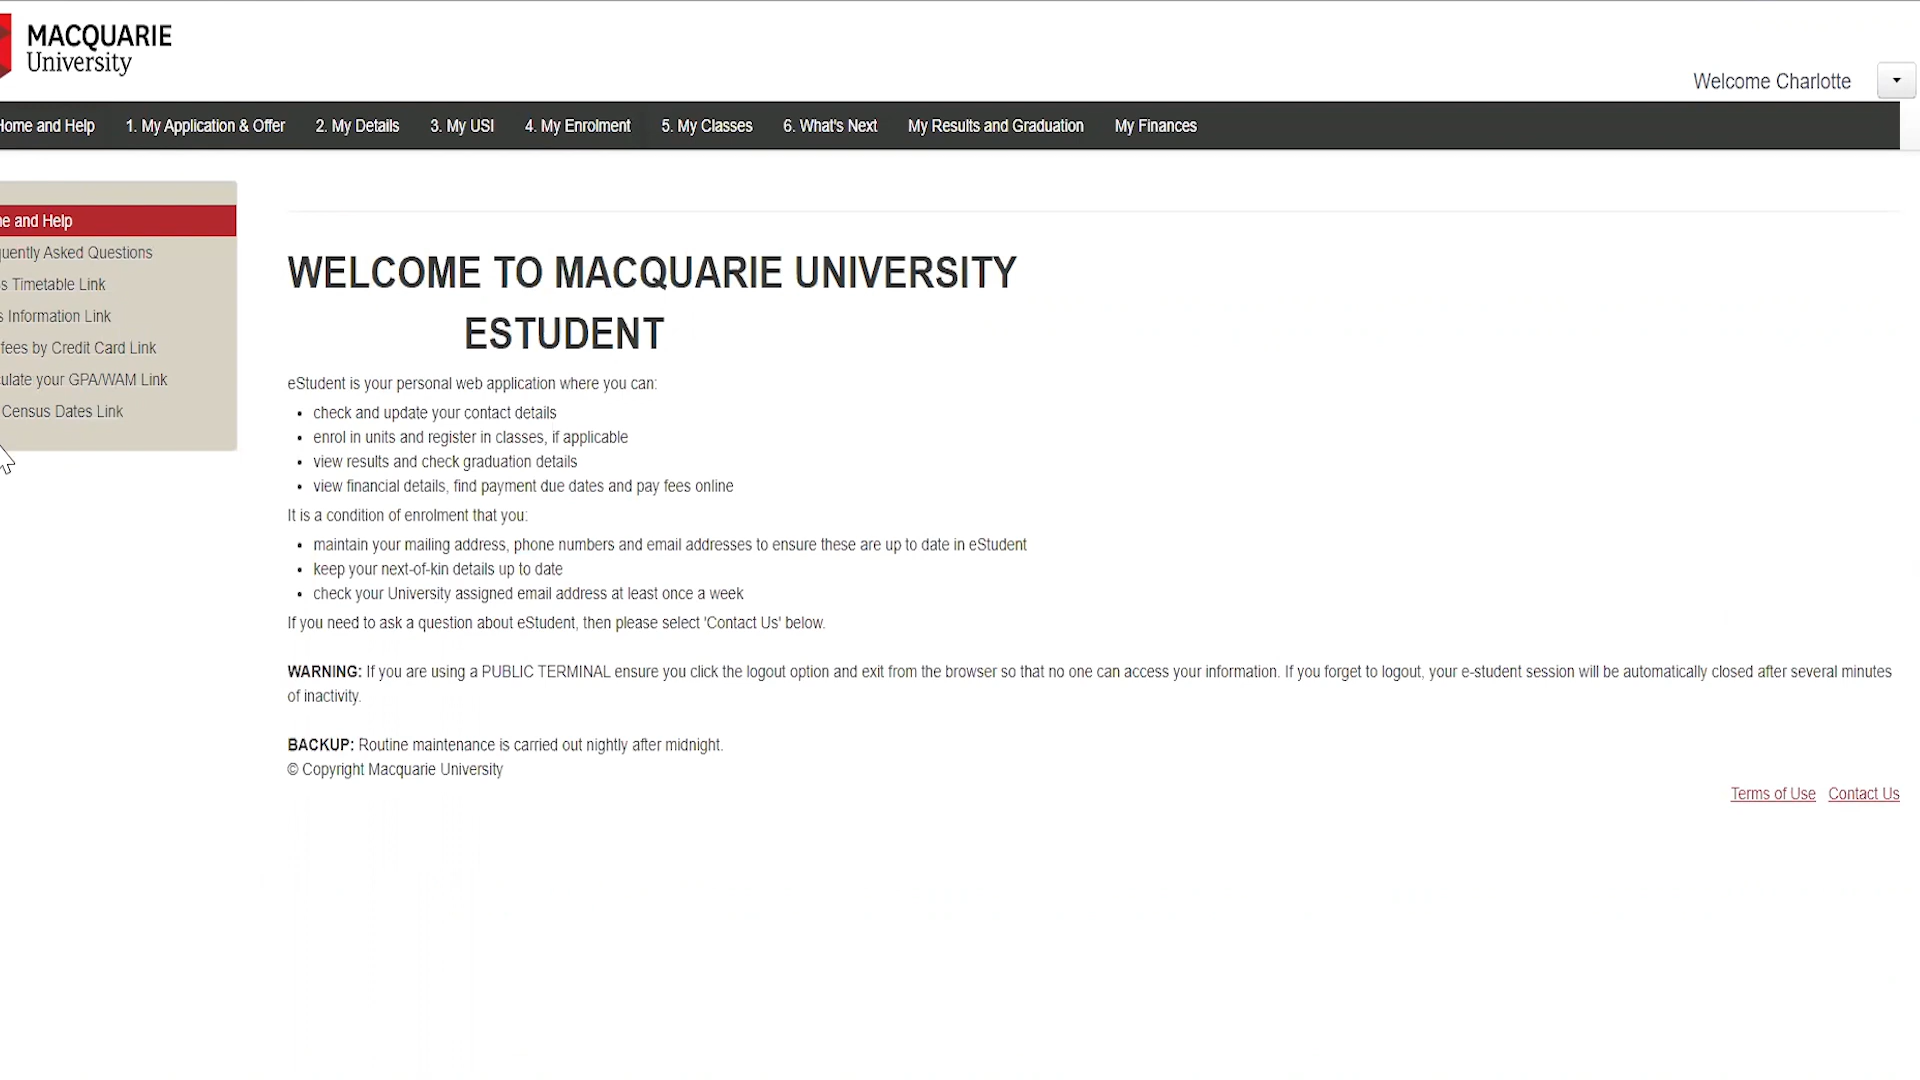 MACQUARIE
University
Welcome Charlotte
Home and Help 1. My Application & Offer 2. My Details 3. My USI 4. My Enrolment 5. My Classes 6. What's Next My Results and Graduation My Finances
and Help
Asked Questions
Timetable Link
Information Link
fees by Credit Card Link
your GPA/WAM Link
Census Dates Link
WELCOME TO MACQUARIE UNIVERSITY
ESTUDENT
eStudent is your personal web application where you can:
• check and update your contact details
• enrol in units and register in classes, if applicable
• view results and check graduation details
• view financial details, find payment due dates and pay fees online
It is a condition of enrolment that you:
• maintain your mailing address, phone numbers and email addresses to ensure these are up to date in eStudent
• keep your next-of-kin details up to date
• check your University assigned email address at least once a week
If you need to ask a question about eStudent, then please select 'Contact Us' below.
WARNING: If you are using a PUBLIC TERMINAL ensure you click the logout option and exit from the browser so that no one can access your information. If you forget to logout, your e-student session will be automatically closed after several minutes
of inactivity.
BACKUP: Routine maintenance is carried out nightly after midnight.
© Copyright Macquarie University
Terms of Use Contact Us